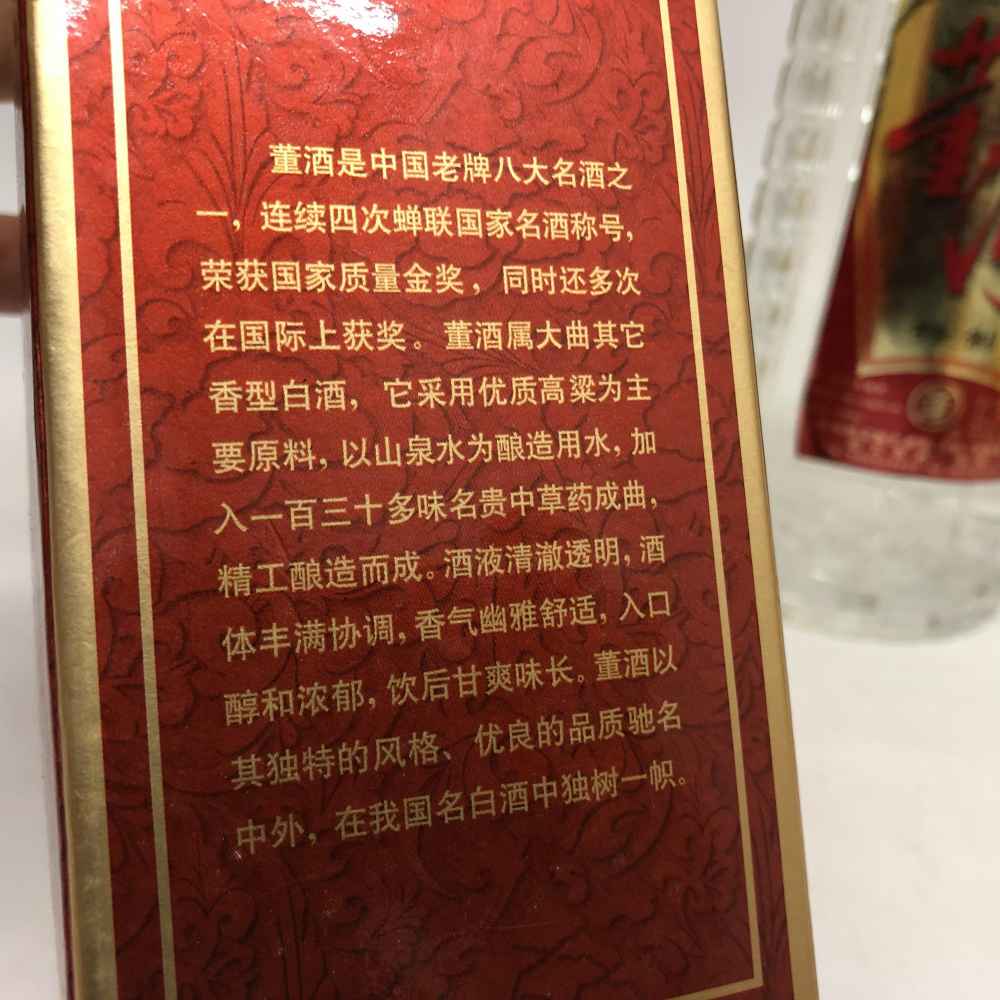 董酒是中国老牌八大名酒之
一，连续四次蝉联国家名酒称号，
荣获国家质量金奖，同时还多次
在国际上获奖。董酒属大曲其它
香型白酒，它采用优质高粱为主
要原料，以山泉水为酿造用水，加
入一百三十多味名贵中草药成曲，
精工酿造而成。酒液清澈透明，酒
体丰满协调，香气幽雅舒适，入口
醇和浓郁，饮后甘爽味长。董酒以
其独特的风格、优良的品质驰名
中外，在我国名白酒中独树一帜。
董